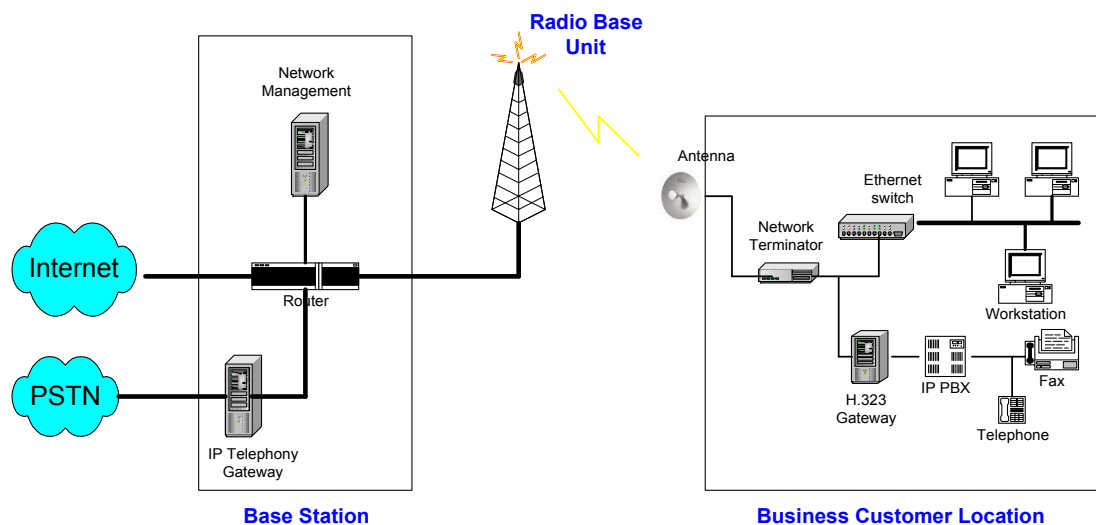 Radio Base
Unit
Network
Management
Antenna
Ethernet
switch
Network
Terminator
Internet
Router
Workstation
PSTN
IP PBX
Fax
H.323
Gateway
Telephone
IP Telephony
Gateway
Base Station
Business Customer Location